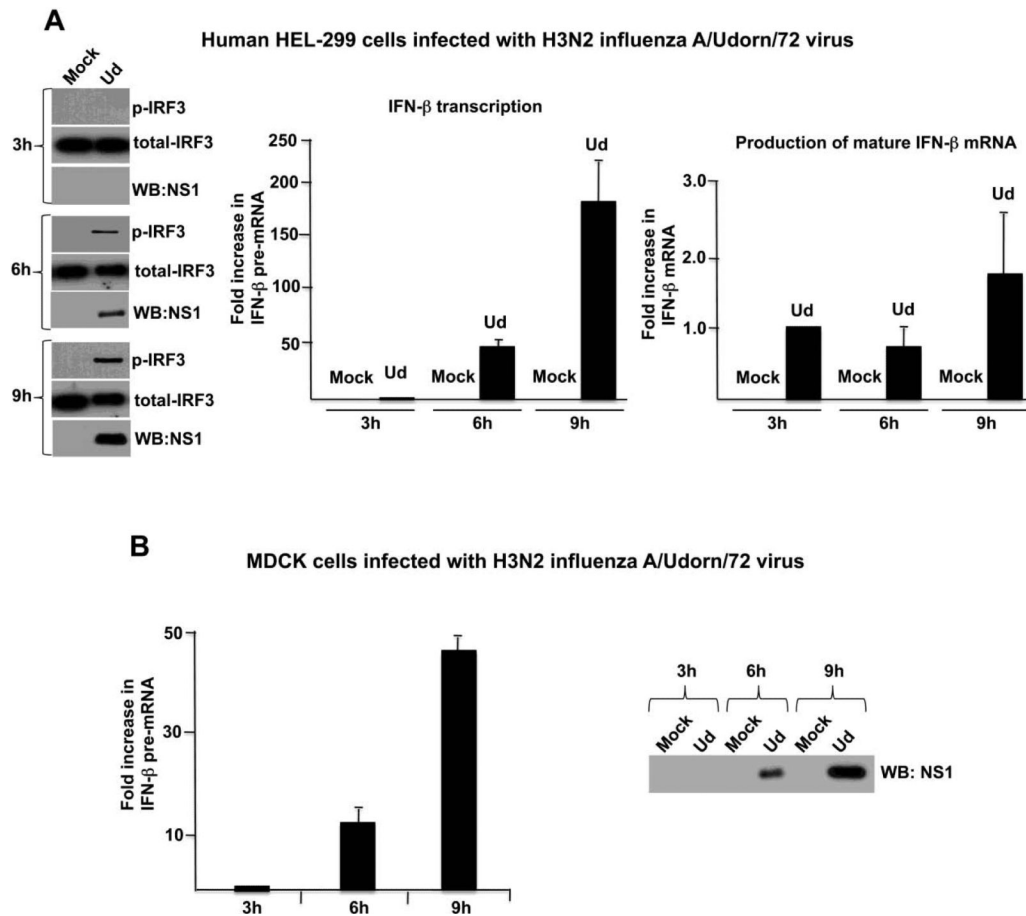 A
Human HEL-299 cells infected with H3N2 influenza A/Udorn/72 virus
Mock
Ud
3h
p-IRF3
total-IRF3
WB:NS1
6h
p-IRF3
total-IRF3
WB:NS1
9h
p-IRF3
total-IRF3
WB:NS1
IFN-β transcription
Fold increase in
IFN-β pre-mRNA
250
200
150
100
50
Mock Ud
Mock Ud
Mock Ud
3h 6h 9h
Production of mature IFN-β mRNA
Fold increase in
IFN-β mRNA
3.0
2.0
1.0
Mock Ud
Mock Ud
Mock Ud
3h 6h 9h
B
MDCK cells infected with H3N2 influenza A/Udorn/72 virus
Fold increase in
IFN-β pre-mRNA
50
30
10
3h 6h 9h
3h 6h 9h
Mock Ud Mock Ud Mock Ud
WB: NS1